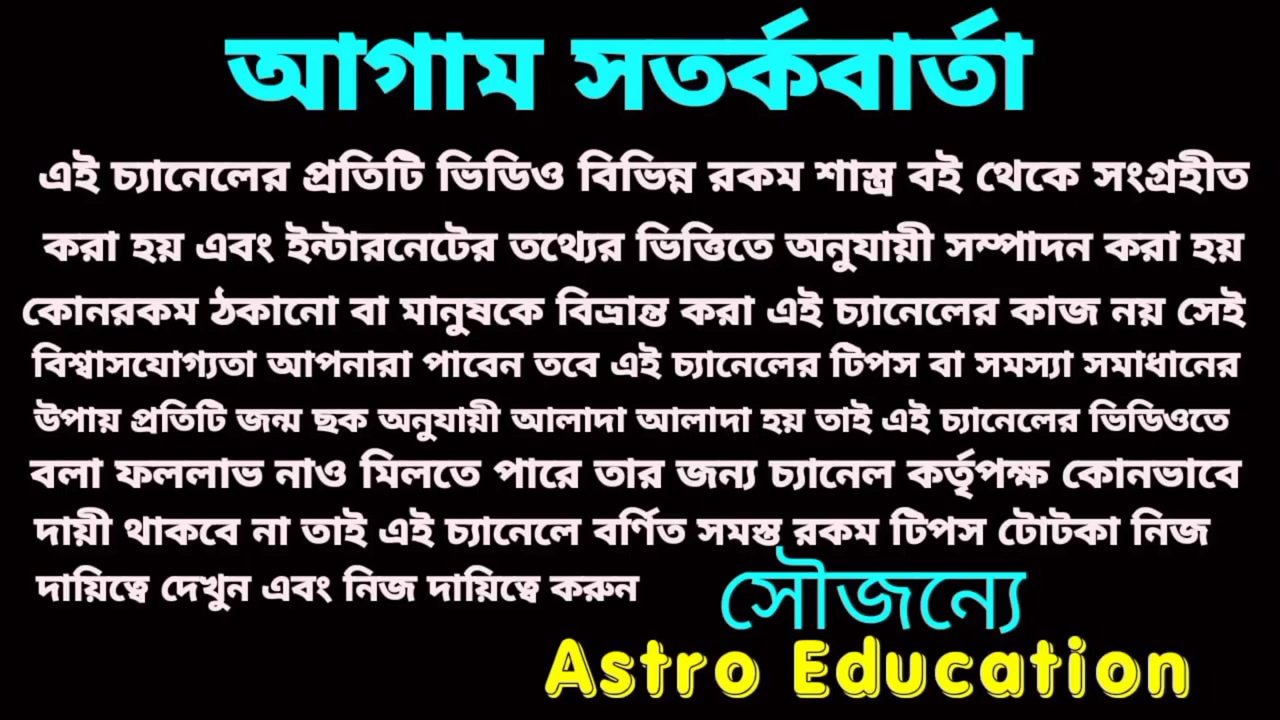 আগাম সতর্কবার্তা
এই চ্যানেলের প্রতিটি ভিডিও বিভিন্ন রকম শাস্ত্র বই থেকে সংগ্রহীত
করা হয় এবং ইন্টারনেটের তথ্যের ভিত্তিতে অনুযায়ী সম্পাদন করা হয়
কোনরকম ঠকানো বা মানুষকে বিভ্রান্ত করা এই চ্যানেলের কাজ নয় সেই
বিশ্বাসযোগ্যতা আপনারা পাবেন তবে এই চ্যানেলের টিপস বা সমস্যা সমাধানের
উপায় প্রতিটি জন্ম ছক অনুযায়ী আলাদা আলাদা হয় তাই এই চ্যানেলের ভিডিওতে
বলা ফললাভ নাও মিলতে পারে তার জন্য চ্যানেল কর্তৃপক্ষ কোনভাবে
দায়ী থাকবে না তাই এই চ্যানেলে বর্ণিত সমস্ত রকম টিপস টোটকা নিজ
দায়িত্বে দেখুন এবং নিজ দায়িত্বে করুন
সৌজন্যে
Astro Education